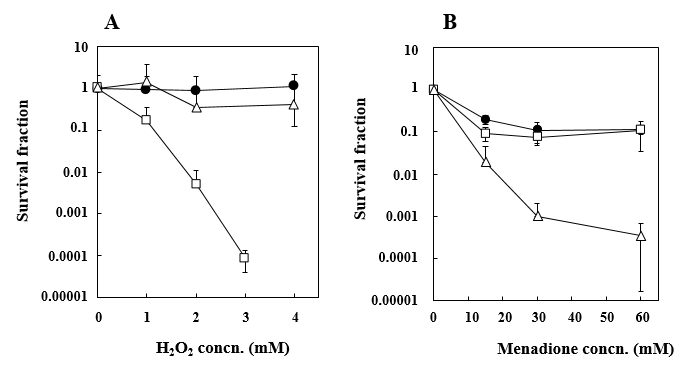 A
10
1
0.1
0.01
0.001
0.0001
0.00001
Survival fraction
0 1 2 3 4
H₂O₂ concn. (mM)
B
10
1
0.1
0.01
0.001
0.0001
0.00001
Survival fraction
0 10 20 30 40 50 60
Menadione concn. (mM)